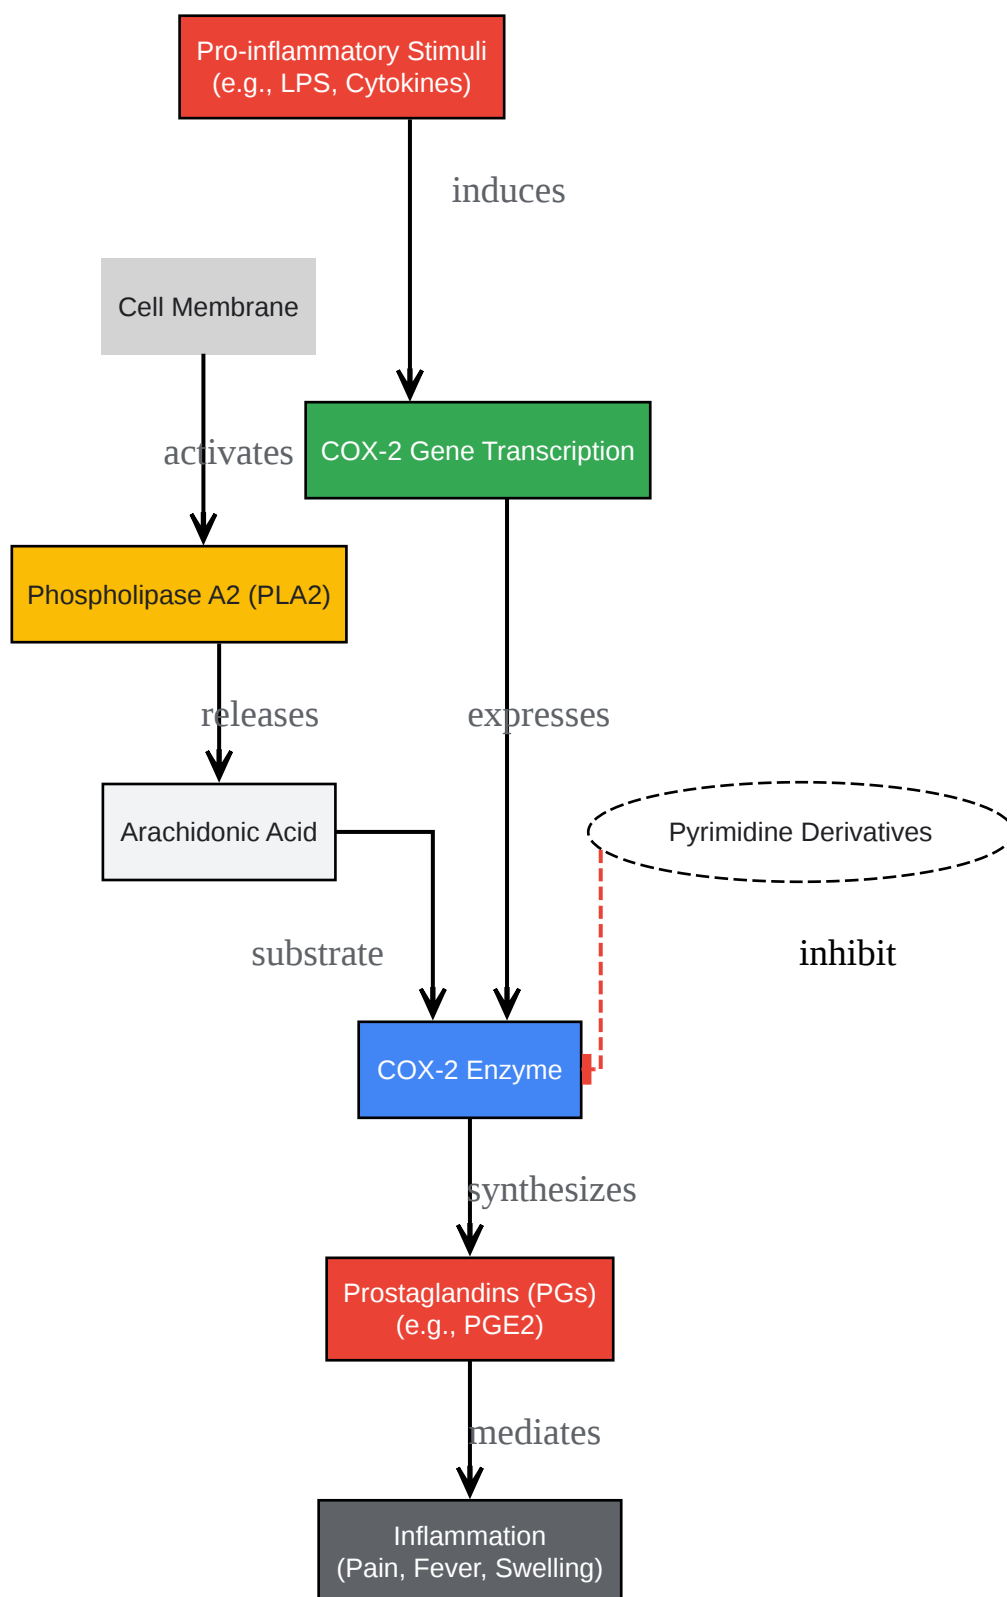 Pro-inflammatory Stimuli
(e.g., LPS, Cytokines)
induces
Cell Membrane
activates
COX-2 Gene Transcription
Phospholipase A2 (PLA2)
releases
expresses
Arachidonic Acid
Pyrimidine Derivatives
substrate
inhibit
COX-2 Enzyme
synthesizes
Prostaglandins (PGs)
(e.g., PGE2)
mediates
Inflammation
(Pain, Fever, Swelling)